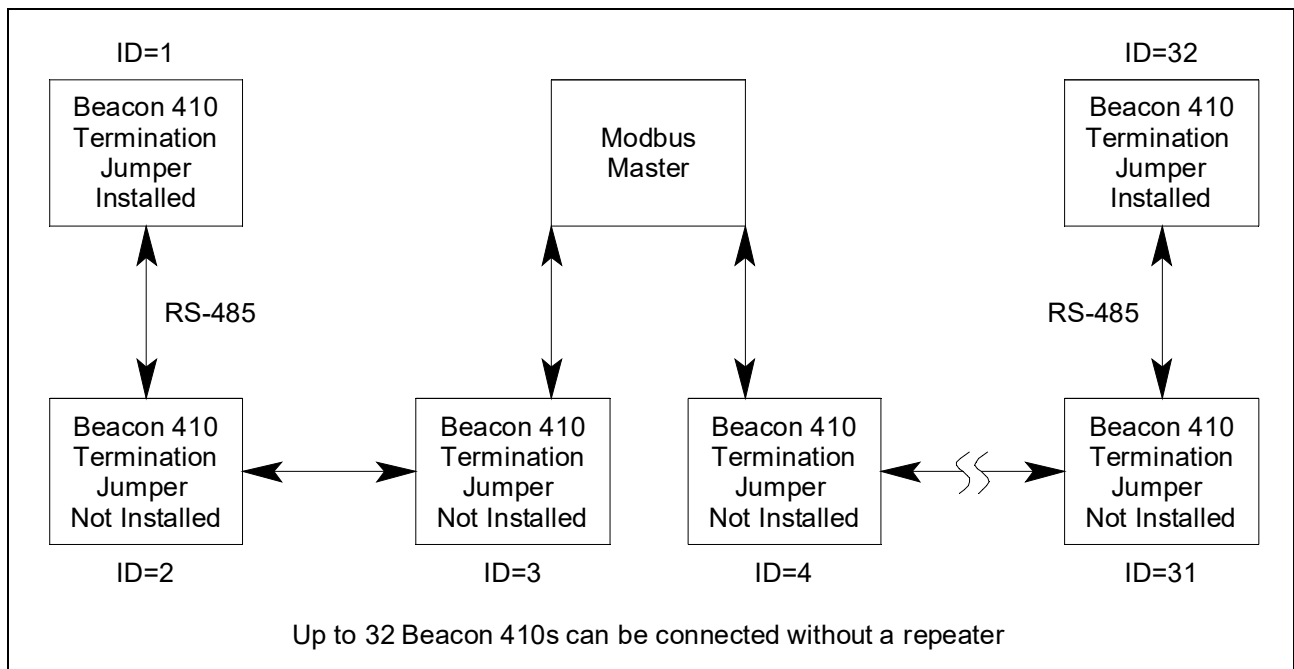 ID=1
Beacon 410
Termination
Jumper
Installed
Modbus
Master
ID=32
Beacon 410
Termination
Jumper
Installed
RS-485
RS-485
Beacon 410
Termination
Jumper
Not Installed
ID=2
Beacon 410
Termination
Jumper
Not Installed
ID=3
Beacon 410
Termination
Jumper
Not Installed
ID=4
Beacon 410
Termination
Jumper
Not Installed
ID=31
Up to 32 Beacon 410s can be connected without a repeater